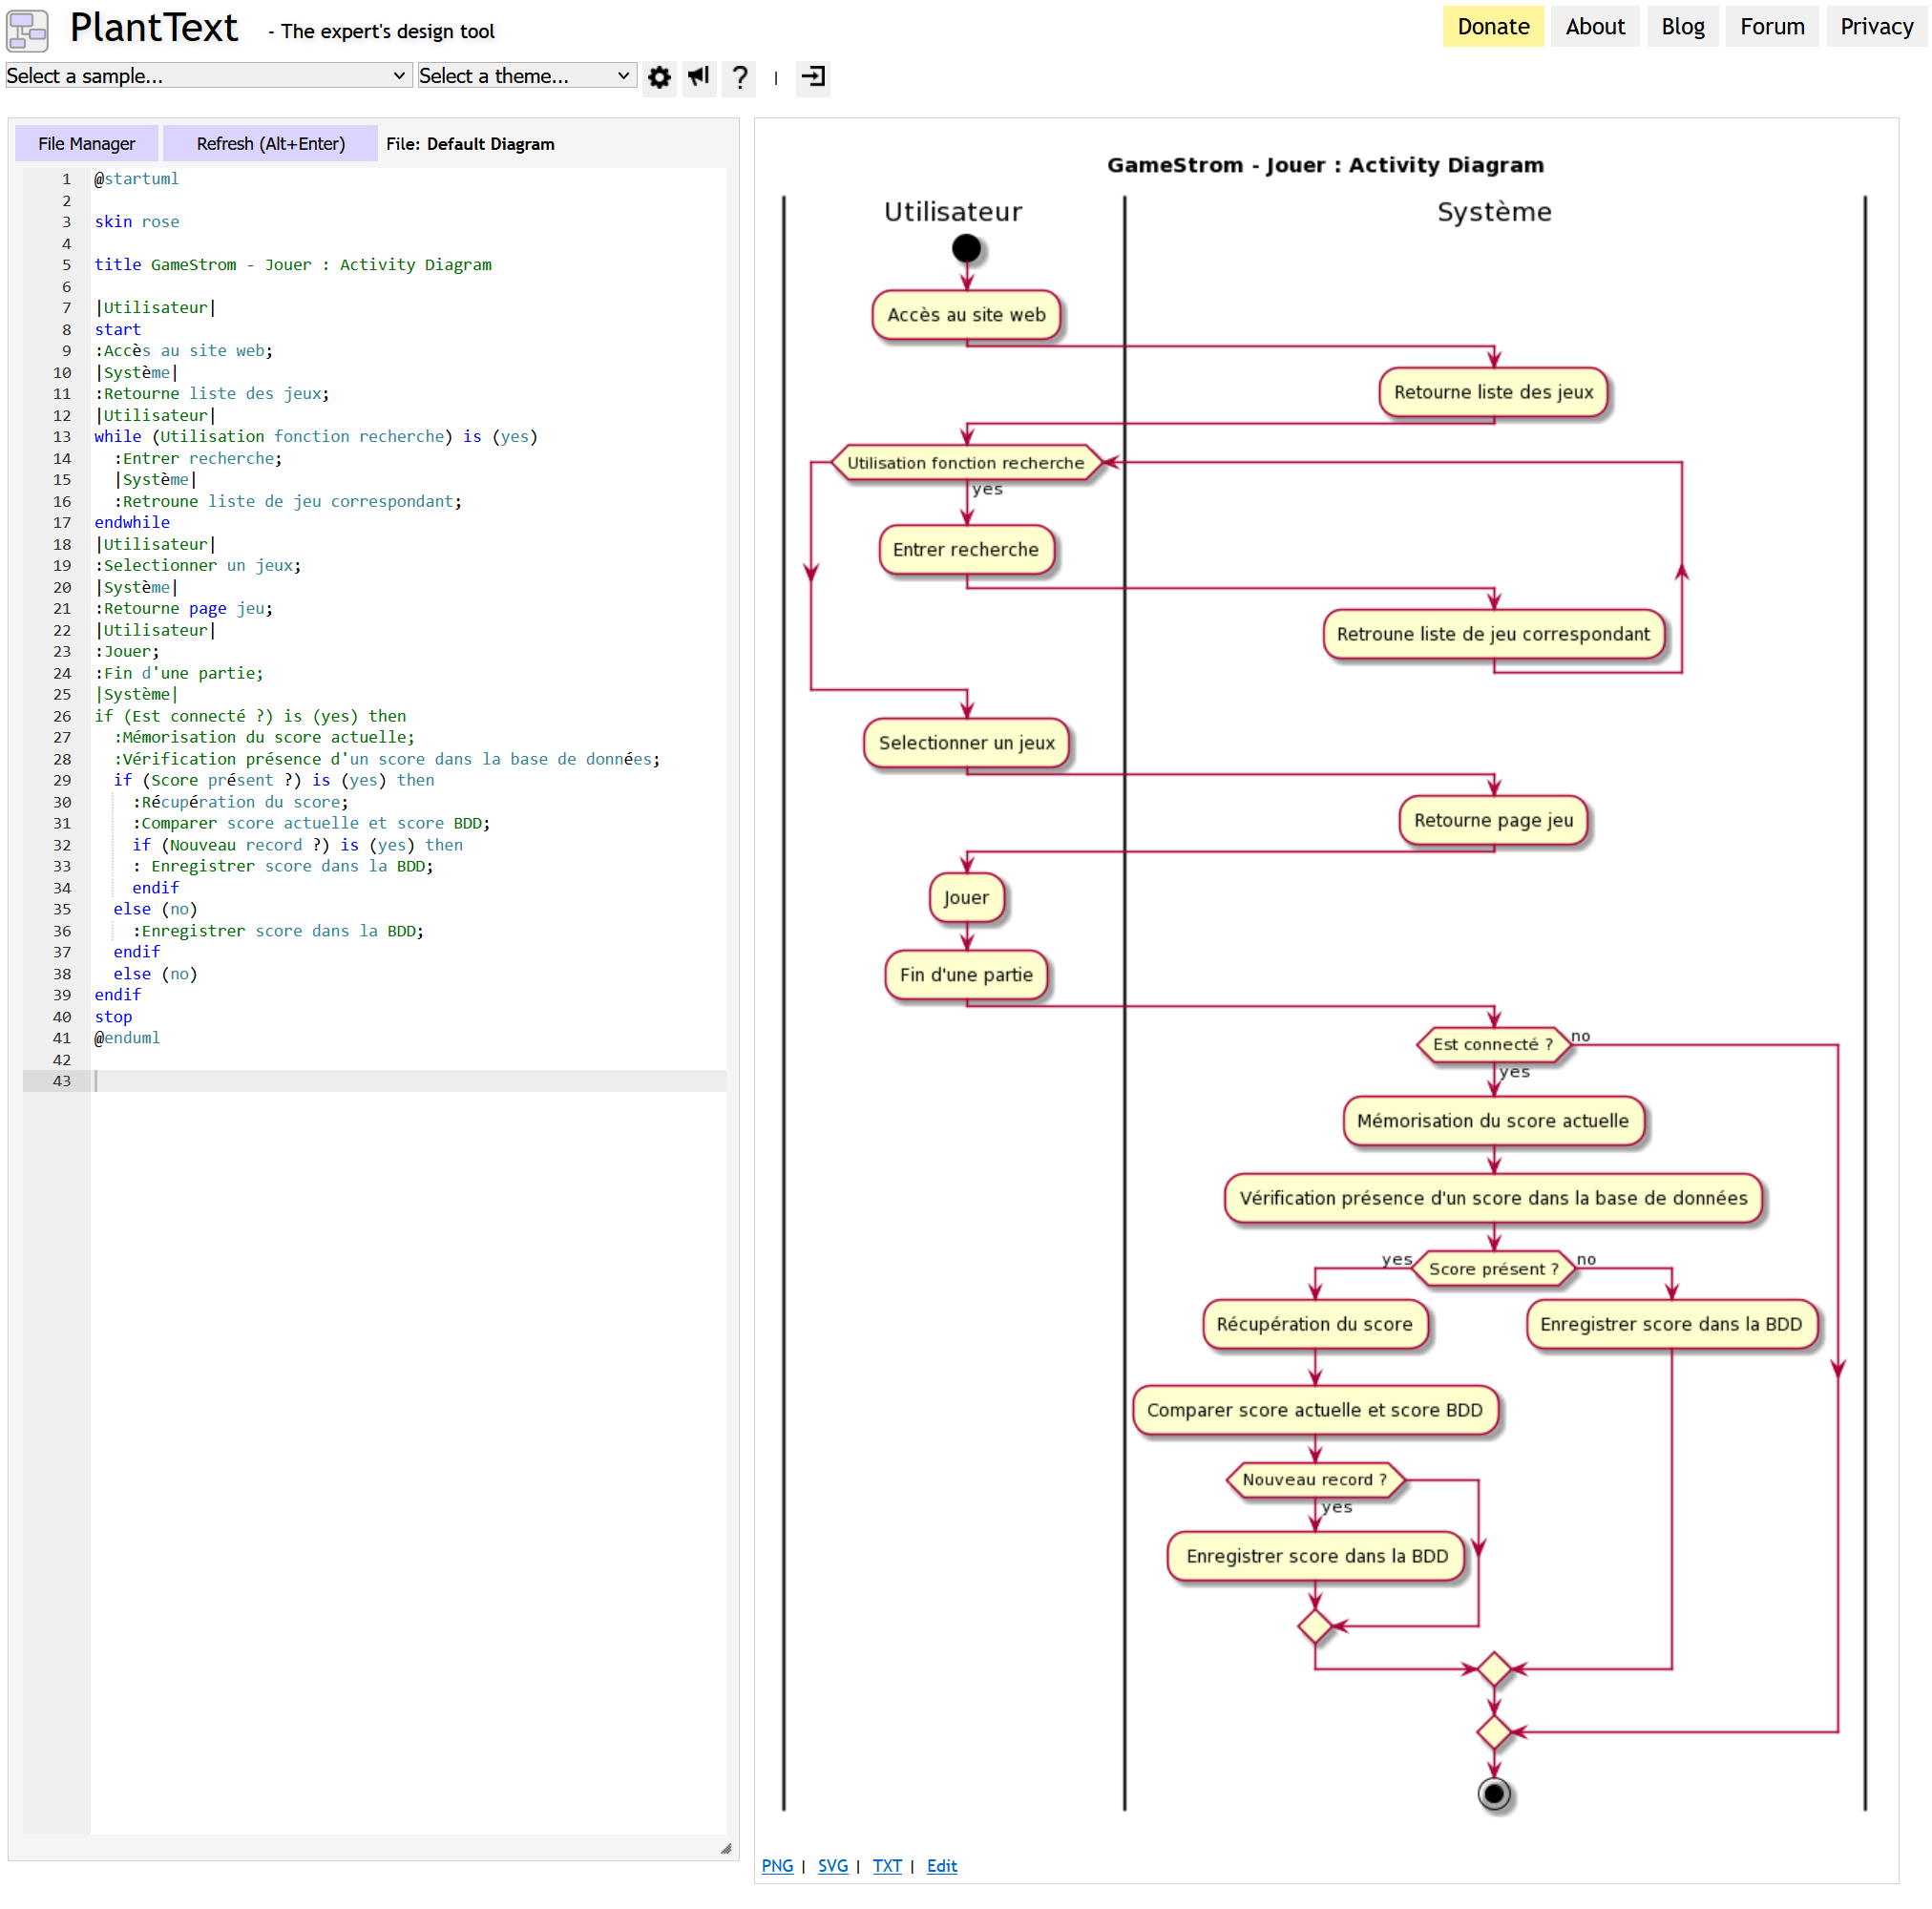 PlantText - The expert's design tool
Donate About Blog Forum Privacy
Select a sample... Select a theme... ? |
File Manager Refresh (Alt+Enter) File: Default Diagram
1 @startuml
2
3 skin rose
4
5 title GameStrom - Jouer : Activity Diagram
6
7 |Utilisateur|
8 start
9 :Accès au site web;
10 |Système|
11 :Retourne liste des jeux;
12 |Utilisateur|
13 while (Utilisation fonction recherche) is (yes)
14 :Entrer recherche;
15 |Système|
16 :Retroune liste de jeu correspondant;
17 endwhile
18 |Utilisateur|
19 :Selectionner un jeux;
20 |Système|
21 :Retourne page jeu;
22 |Utilisateur|
23 :Jouer;
24 :Fin d'une partie;
25 |Système|
26 if (Est connecté ?) is (yes) then
27 :Mémorisation du score actuelle;
28 :Vérification présence d'un score dans la base de données;
29 if (Score présent ?) is (yes) then
30 :Récupération du score;
31 :Comparer score actuelle et score BDD;
32 if (Nouveau record ?) is (yes) then
33 : Enregistrer score dans la BDD;
34 endif
35 else (no)
36 :Enregistrer score dans la BDD;
37 endif
38 else (no)
39 endif
40 stop
41 @enduml
42
43
GameStrom - Jouer : Activity Diagram
Utilisateur Système
Accès au site web
Retourne liste des jeux
Utilisation fonction recherche
yes
Entrer recherche
Retroune liste de jeu correspondant
Selectionner un jeux
Retourne page jeu
Jouer
Fin d'une partie
Est connecté ? no
yes
Mémorisation du score actuelle
Vérification présence d'un score dans la base de données
yes Score présent ? no
Récupération du score Enregistrer score dans la BDD
Comparer score actuelle et score BDD
Nouveau record ?
yes
Enregistrer score dans la BDD
PNG | SVG | TXT | Edit